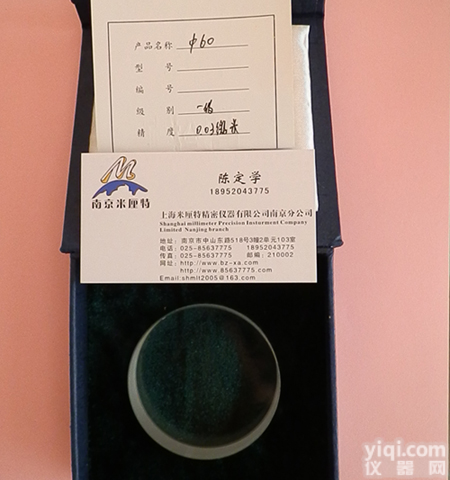 产品名称 φ60
型 号
编 号
级 别 一级
精 度 0.03微米
南京米厘特
陈定学
18952043775
上海米厘特精密仪器有限公司南京分公司
Shanghai millimeter Precision Insturment Company
Limited Nanjing branch
地址：南京市中山东路518号3幢2单元103室
电话：025-85637775 18952043775
传真：025-85637775 邮编：210002
网址：http://www.bz-xa.com
http://www.85637775.com
Email:shmlt2005@163.com
yiqi.com
仪器网